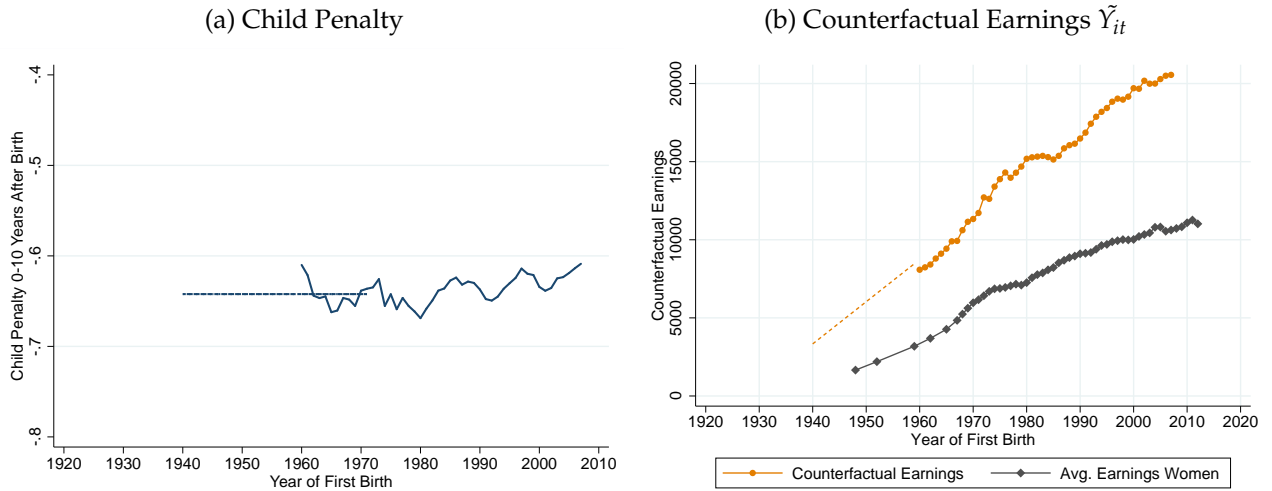 (a) Child Penalty
Child Penalty 0-10 Years After Birth
-.4
-.5
-.6
-.7
-.8
1920 1930 1940 1950 1960 1970 1980 1990 2000 2010
Year of First Birth
(b) Counterfactual Earnings Ỹit
Counterfactual Earnings
20000
15000
10000
5000
0
1920 1930 1940 1950 1960 1970 1980 1990 2000 2010 2020
Year of First Birth
Counterfactual Earnings Avg. Earnings Women